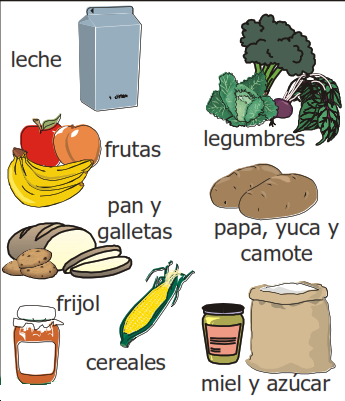 leche
legumbres
frutas
pan y
galletas
papa, yuca y
camote
frijol
cereales
miel y azúcar